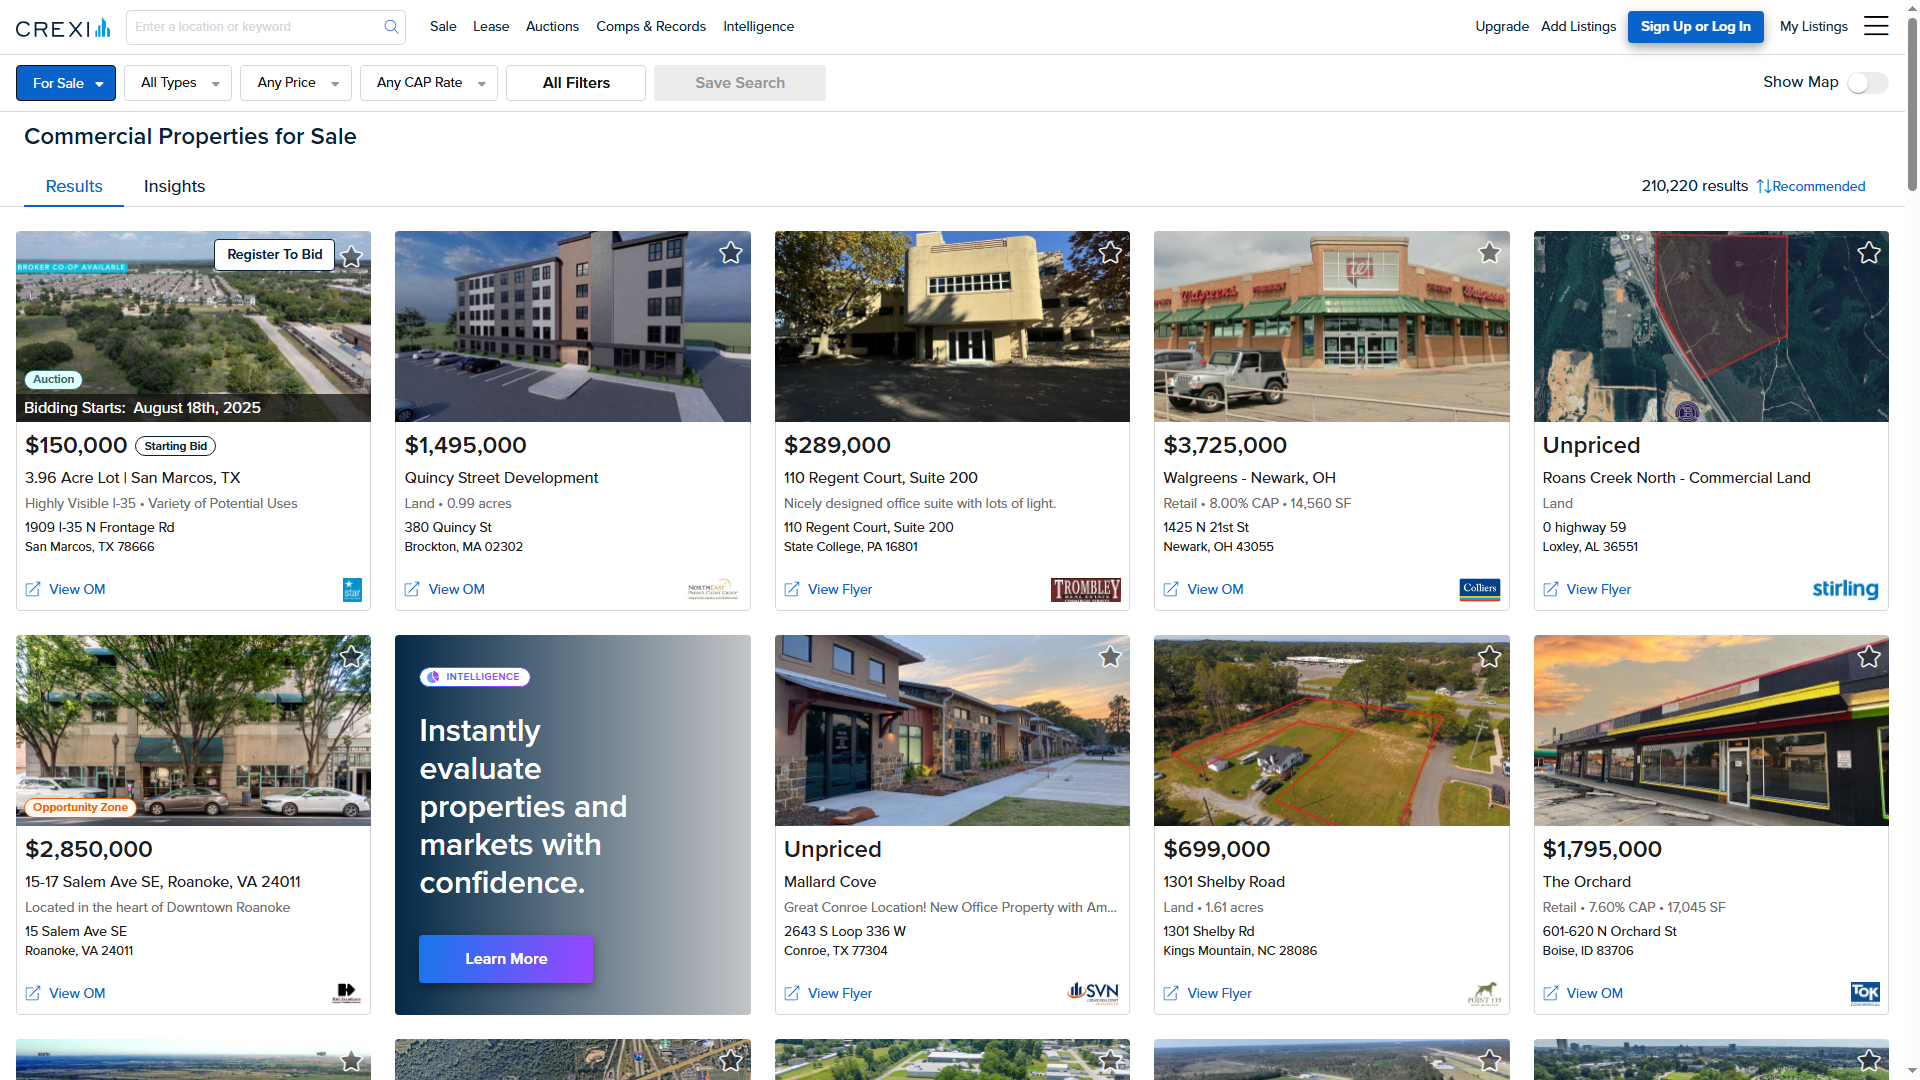 CREXI
Enter a location or keyword
Sale
Lease
Auctions
Comps & Records
Intelligence
Upgrade
Add Listings
Sign Up or Log In
My Listings
For Sale
All Types
Any Price
Any CAP Rate
All Filters
Save Search
Show Map
Commercial Properties for Sale
Results
Insights
210,220 results
Recommended
BROKER CO-OP AVAILABLE
Register To Bid
Auction
Bidding Starts: August 18th, 2025
$150,000
Starting Bid
3.96 Acre Lot | San Marcos, TX
Highly Visible I-35 • Variety of Potential Uses
1909 I-35 N Frontage Rd
San Marcos, TX 78666
View OM
star
$1,495,000
Quincy Street Development
Land • 0.99 acres
380 Quincy St
Brockton, MA 02302
View OM
NORTHEAST
PRIVATE CLIENT GROUP
$289,000
110 Regent Court, Suite 200
Nicely designed office suite with lots of light.
110 Regent Court, Suite 200
State College, PA 16801
View Flyer
TROMBLEY
REAL ESTATE
Walgreens
$3,725,000
Walgreens - Newark, OH
Retail • 8.00% CAP • 14,560 SF
1425 N 21st St
Newark, OH 43055
View OM
Colliers
Unpriced
Roans Creek North - Commercial Land
Land
0 highway 59
Loxley, AL 36551
View Flyer
stirling
Opportunity Zone
$2,850,000
15-17 Salem Ave SE, Roanoke, VA 24011
Located in the heart of Downtown Roanoke
15 Salem Ave SE
Roanoke, VA 24011
View OM
INTELLIGENCE
Instantly
evaluate
properties and
markets with
confidence.
Learn More
Unpriced
Mallard Cove
Great Conroe Location! New Office Property with Am...
2643 S Loop 336 W
Conroe, TX 77304
View Flyer
SVN
$699,000
1301 Shelby Road
Land • 1.61 acres
1301 Shelby Rd
Kings Mountain, NC 28086
View Flyer
POINT 135
$1,795,000
The Orchard
Retail • 7.60% CAP • 17,045 SF
601-620 N Orchard St
Boise, ID 83706
View OM
TOK
COMMERCIAL